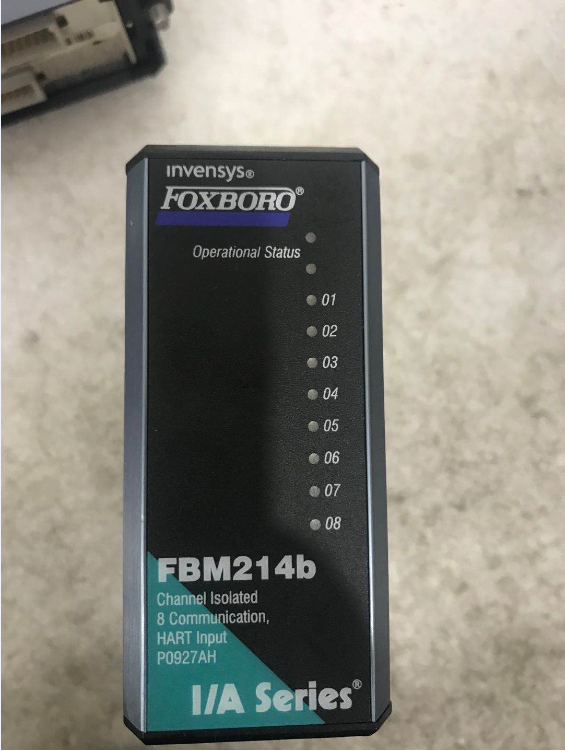 invensys®
FOXBORO®
Operational Status
01
02
03
04
05
06
07
08
FBM214b
Channel Isolated
8 Communication,
HART Input
P0927AH
I/A Series®